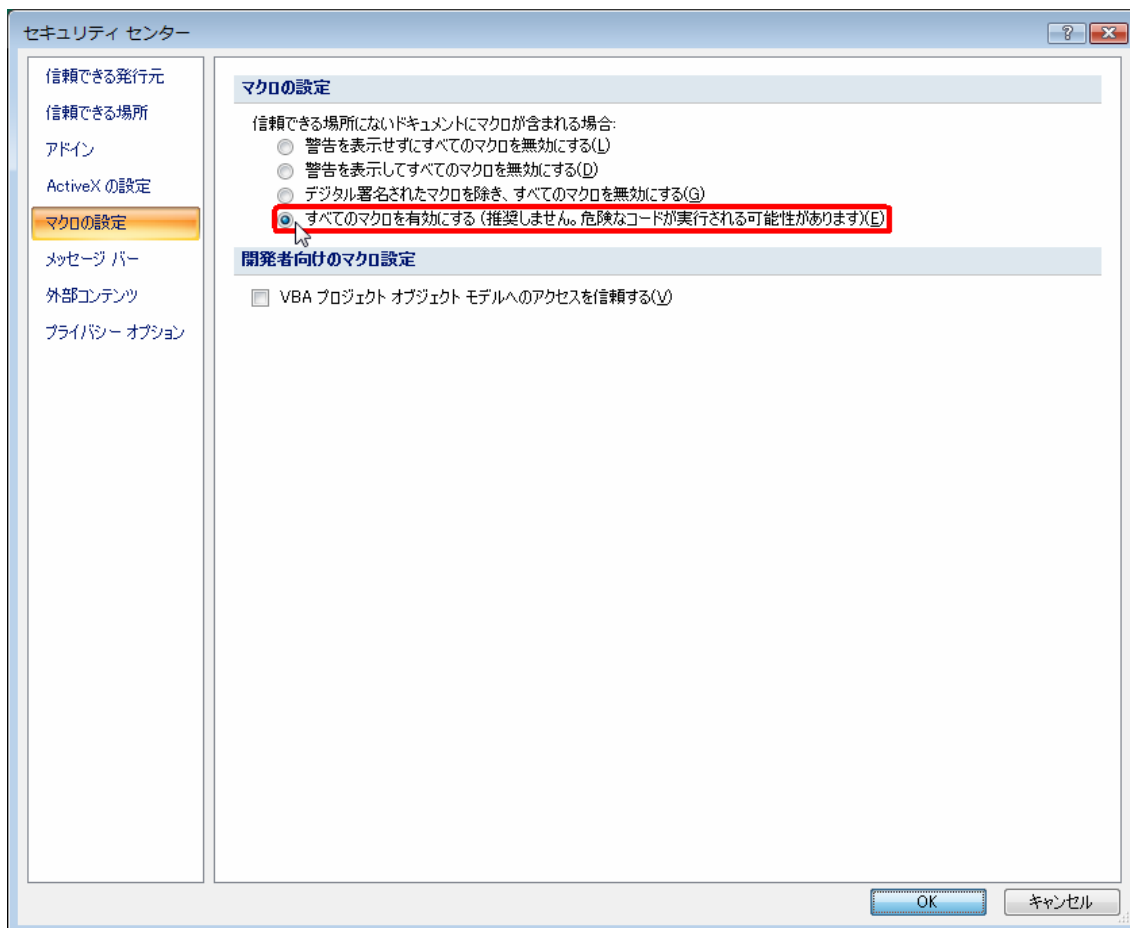 セキュリティ センター
信頼できる発行元
信頼できる場所
アドイン
ActiveX の設定
マクロの設定
メッセージ バー
外部コンテンツ
プライバシー オプション
マクロの設定
信頼できる場所にないドキュメントにマクロが含まれる場合:
警告を表示せずにすべてのマクロを無効にする(L)
警告を表示してすべてのマクロを無効にする(D)
デジタル署名されたマクロを除き、すべてのマクロを無効にする(G)
すべてのマクロを有効にする (推奨しません。危険なコードが実行される可能性があります)(E)
開発者向けのマクロ設定
VBA プロジェクト オブジェクト モデルへのアクセスを信頼する(V)
OK
キャンセル